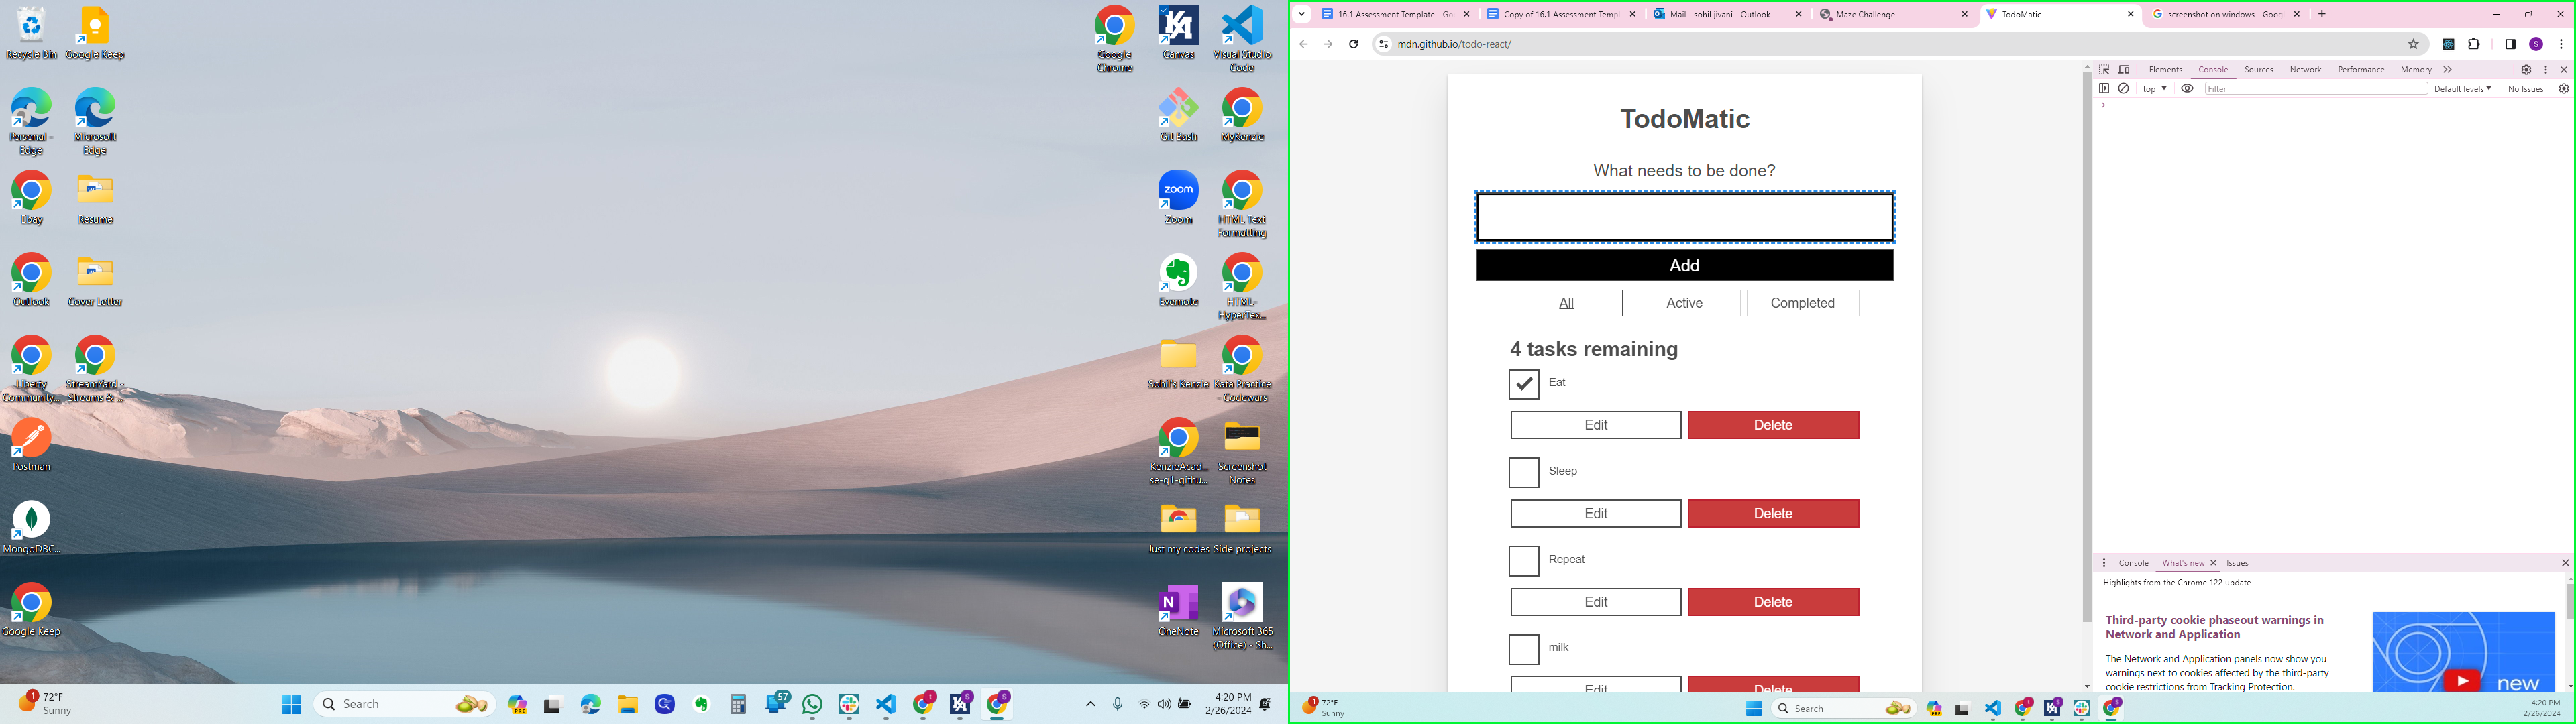 Recycle Bin
Google Keep
Personal - Edge
Microsoft Edge
Ebay
Resume
Outlook
Cover Letter
Liberty Community...
StreamYard - Streams & ...
Postman
MongoDBC...
Google Keep
Google Chrome
Canvas
Visual Studio Code
Git Bash
MyKenzie
zoom
Zoom
HTML Text Formatting
Evernote
HTML- HyperTex...
Sohil's Kenzie
Kata Practice - Codewars
KenzieAcad... se-q1-githu...
Screenshot Notes
Just my codes
Side projects
OneNote
Microsoft 365 (Office) - Sh...
1
72°F
Sunny
Search
PRE
57
t
S
S
4:20 PM
2/26/2024
16.1 Assessment Template - Go
Copy of 16.1 Assessment Temp
Mail - sohil jivani - Outlook
Maze Challenge
TodoMatic
screenshot on windows - Goog
mdn.github.io/todo-react/
S
Elements
Console
Sources
Network
Performance
Memory
top
Filter
Default levels
No Issues
TodoMatic
What needs to be done?
Add
All
Active
Completed
4 tasks remaining
Eat
Edit
Delete
Sleep
Edit
Delete
Repeat
Edit
Delete
milk
Edit
Delete
Console
What's new
Issues
Highlights from the Chrome 122 update
Third-party cookie phaseout warnings in
Network and Application
The Network and Application panels now show you
warnings next to cookies affected by the third-party
cookie restrictions from Tracking Protection.
new
1
72°F
Sunny
Search
PRE
t
S
S
4:20 PM
2/26/2024